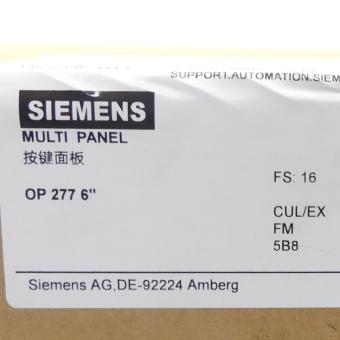 SUPPORT.AUTOMATION.SIEM
SIEMENS
MULTI PANEL
按键面板
OP 277 6"
FS: 16
CUL/EX
FM
5B8
Siemens AG,DE-92224 Amberg